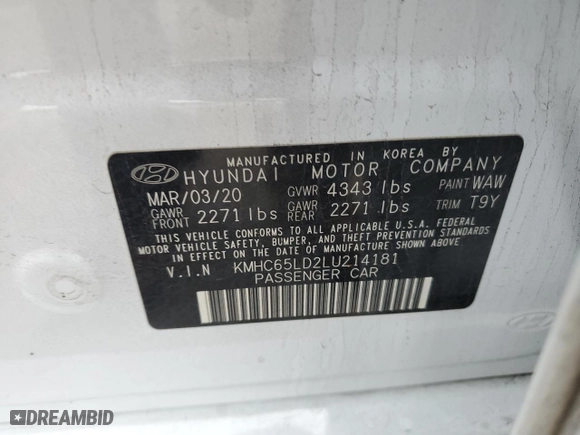 MANUFACTURED IN KOREA BY
HYUNDAI MOTOR COMPANY
MAR/03/20 GVWR 4343 lbs PAINT WAW
GAWR FRONT 2271 lbs GAWR REAR 2271 lbs TRIM T9Y
THIS VEHICLE CONFORMS TO ALL APPLICABLE U.S.A. FEDERAL
MOTOR VEHICLE SAFETY, BUMPER, AND THEFT PREVENTION STANDARDS
IN EFFECT ON THE DATE OF MANUFACTURE SHOWN ABOVE.
V.I.N KMHC65LD2LU214181
PASSENGER CAR
DREAMBID